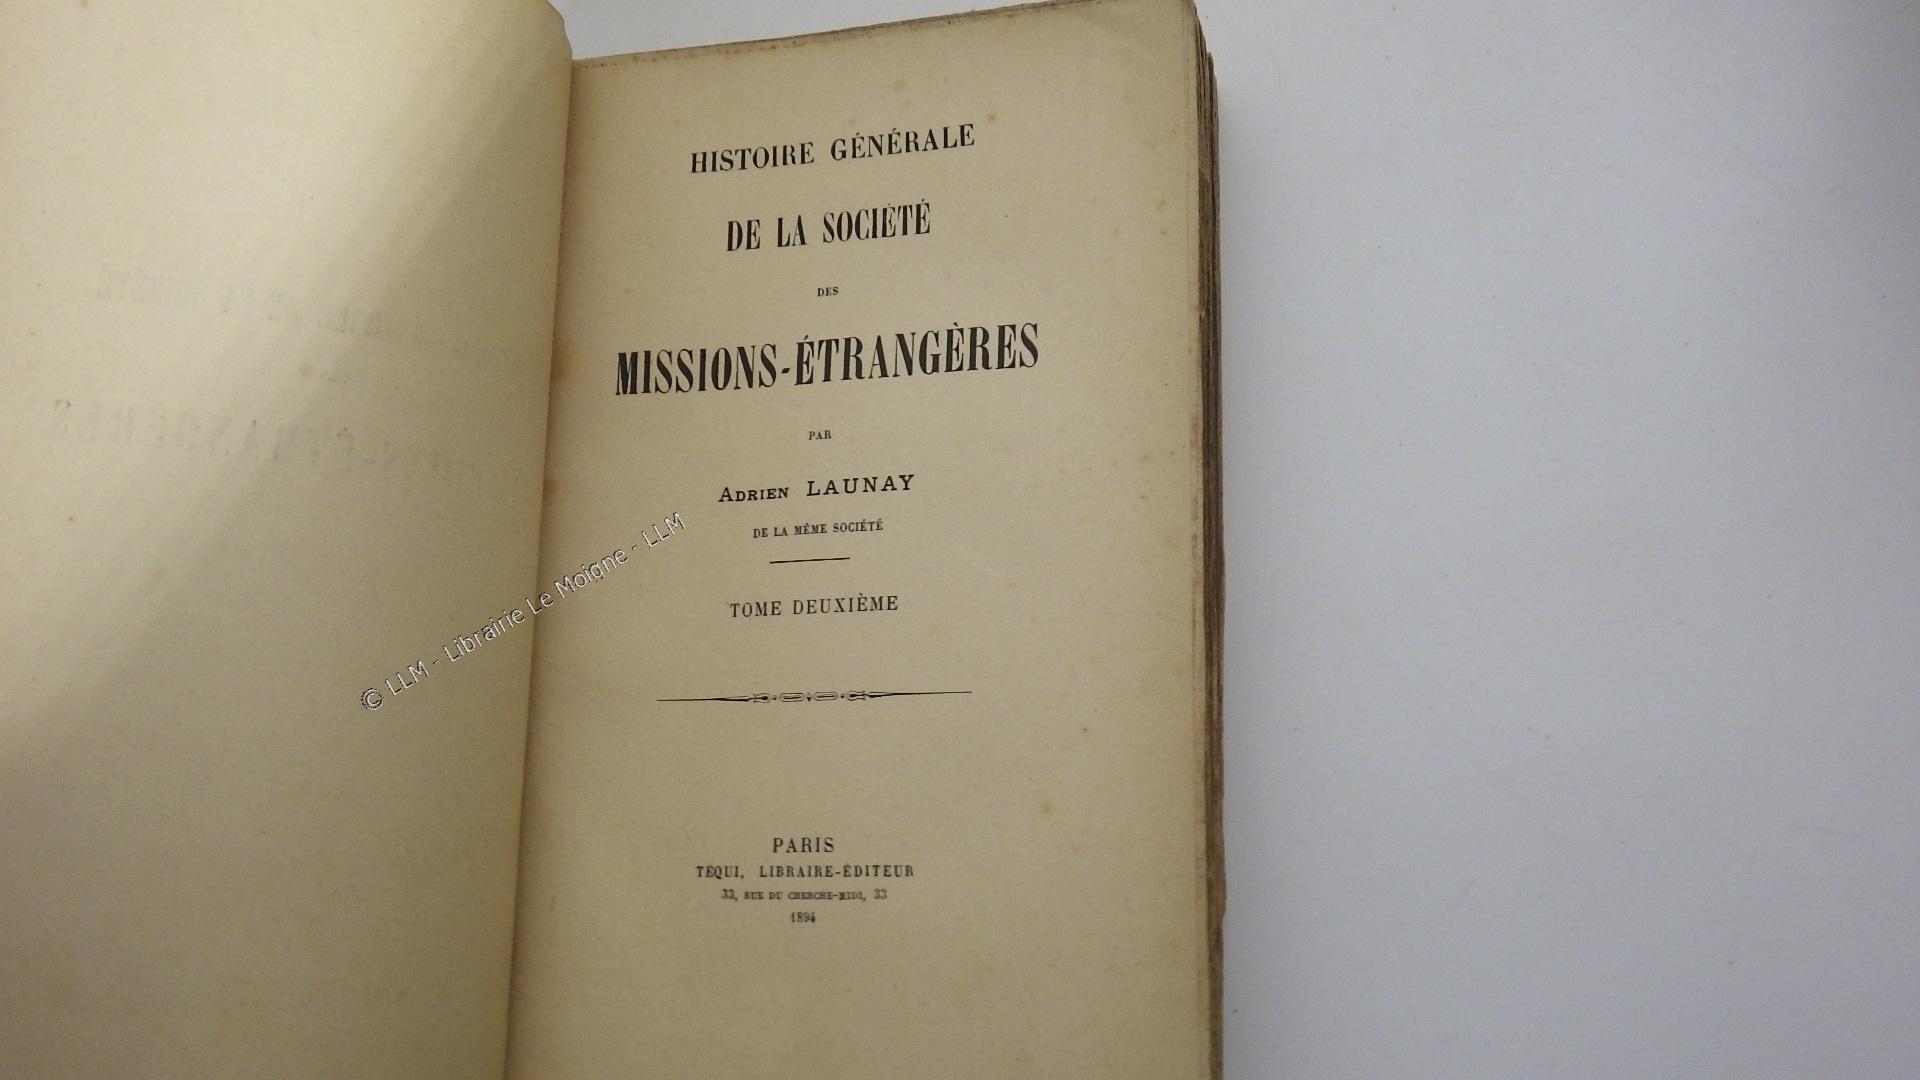 HISTOIRE GÉNÉRALE
DE LA SOCIÉTÉ
DES
MISSIONS-ÉTRANGÈRES
PAR
ADRIEN LAUNAY
DE LA MÊME SOCIÉTÉ
TOME DEUXIÈME
PARIS
TÉQUI, LIBRAIRE-ÉDITEUR
33, RUE DU CHERCHE-MIDI, 33
1894
© LLM - Librairie Le Moigne - LLM